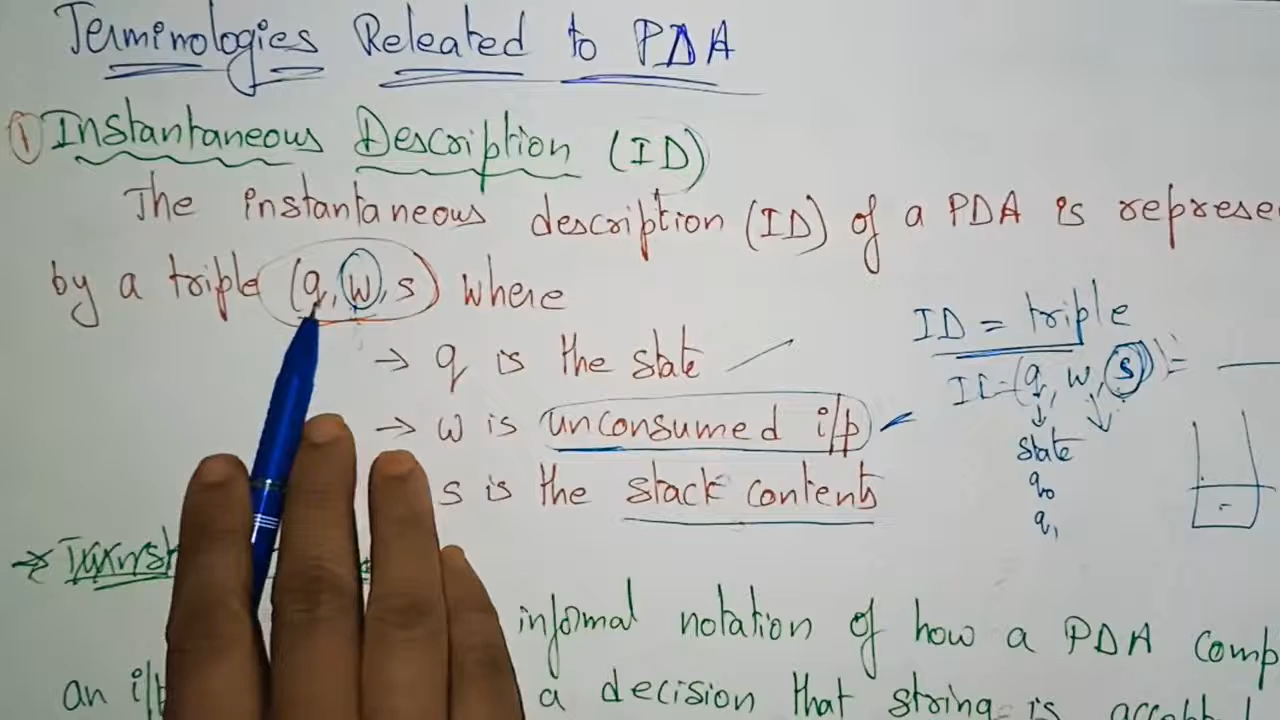 Terminologies Releated to PDA
① Instantaneous Description (ID)
The instantaneous description (ID) of a PDA is represe
by a triple (q, w, s) where
→ q is the state
→ w is unconsumed i/p
s is the stack contents
ID = triple
(q, w, s) =
state
q0
q1
informal notation of how a PDA comp
an i/p a decision that string is